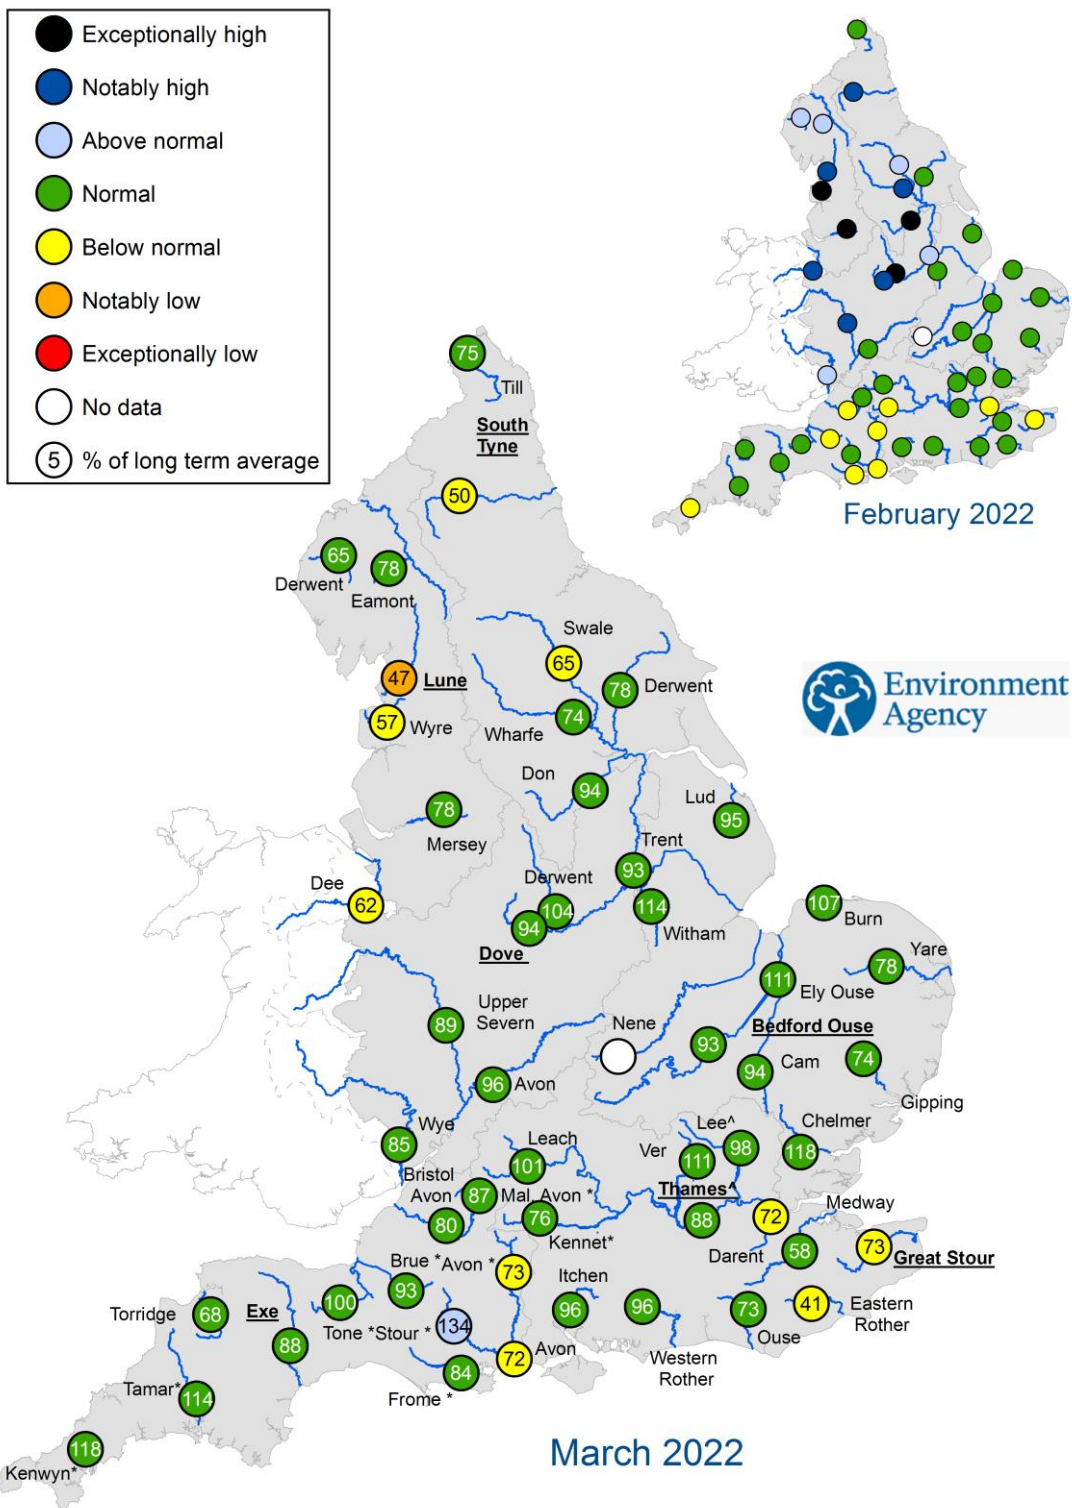 Exceptionally high
Notably high
Above normal
Normal
Below normal
Notably low
Exceptionally low
No data
5 % of long term average
February 2022
75
Till
South
Tyne
50
65
Derwent
78
Eamont
Swale
65
47
Lune
78
Derwent
57
Wyre
74
Wharfe
Environment
Agency
Don
94
Lud
95
78
Mersey
Trent
93
Dee
62
Derwent
104
94
Dove
114
Witham
107
Burn
Yare
78
111
Ely Ouse
Upper
Severn
89
Nene
Bedford Ouse
93
94
Cam
74
Gipping
96
Avon
Wye
85
Leach
101
Lee^
98
Ver
111
Chelmer
118
Bristol
Avon
87
Mal. Avon *
80
76
Kennet*
Thames^
88
72
Medway
Darent
58
73
Great Stour
Brue *
93
Avon *
73
Itchen
96
96
Western
Rother
73
Ouse
41
Eastern
Rother
Torridge
68
Exe
88
100
Tone *
Stour *
134
72
Avon
84
Frome *
Tamar*
114
118
Kenwyn*
March 2022